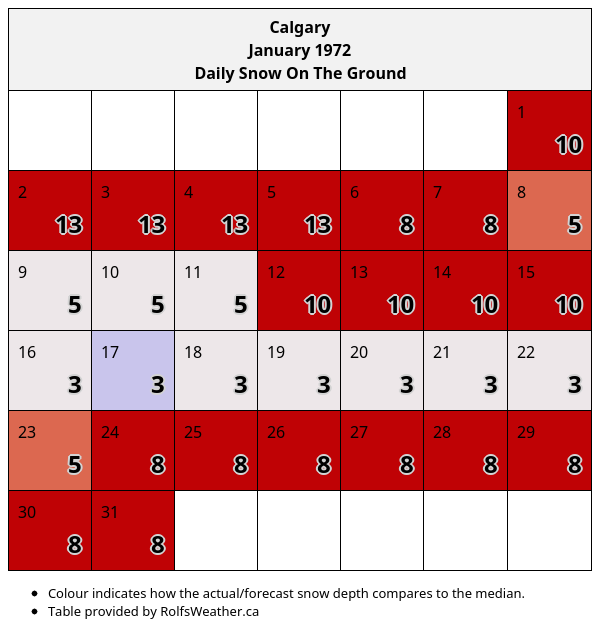 Calgary
January 1972
Daily Snow On The Ground
1
10
2 3 4 5 6 7 8
13 13 13 13 8 8 5
9 10 11 12 13 14 15
5 5 5 10 10 10 10
16 17 18 19 20 21 22
3 3 3 3 3 3 3
23 24 25 26 27 28 29
5 8 8 8 8 8 8
30 31
8 8
• Colour indicates how the actual/forecast snow depth compares to the median.
• Table provided by RolfsWeather.ca